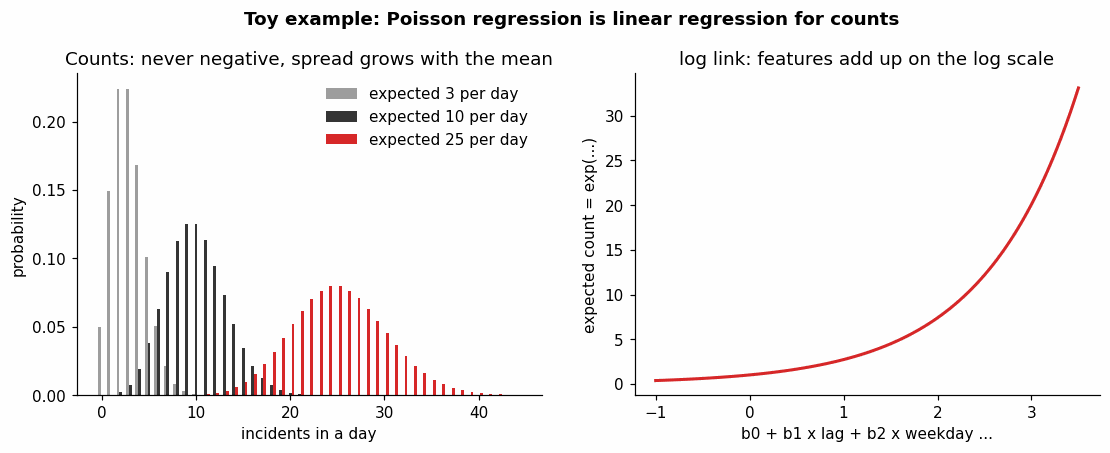 Toy example: Poisson regression is linear regression for counts
Counts: never negative, spread grows with the mean
expected 3 per day
expected 10 per day
expected 25 per day
probability
0.20
0.15
0.10
0.05
0.00
0 10 20 30 40
incidents in a day
log link: features add up on the log scale
expected count = exp(...)
30
25
20
15
10
5
0
−1 0 1 2 3
b0 + b1 x lag + b2 x weekday ...